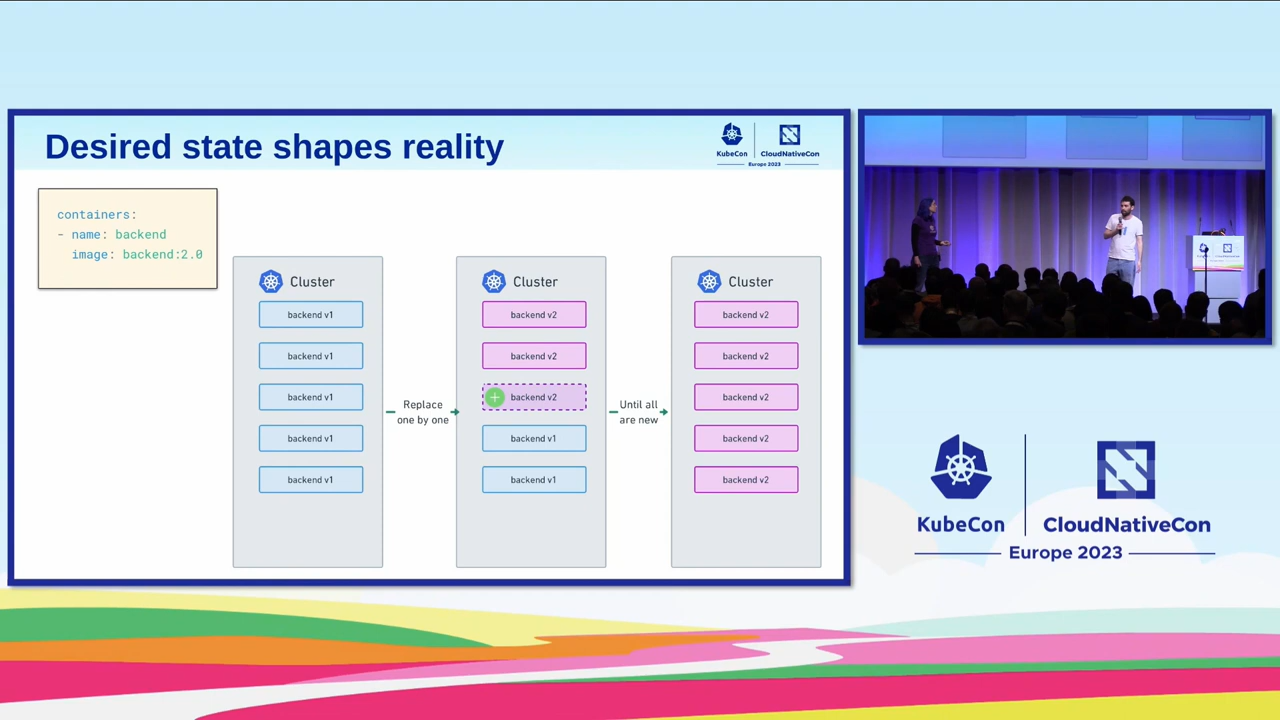 Desired state shapes reality
KubeCon
CloudNativeCon
Europe 2023
containers:
- name: backend
image: backend:2.0
Cluster
backend v1
backend v1
backend v1
backend v1
backend v1
Replace
one by one
Cluster
backend v2
backend v2
backend v2
backend v1
backend v1
Until all
are new
Cluster
backend v2
backend v2
backend v2
backend v2
backend v2
KubeCon
CloudNativeCon
Europe 2023